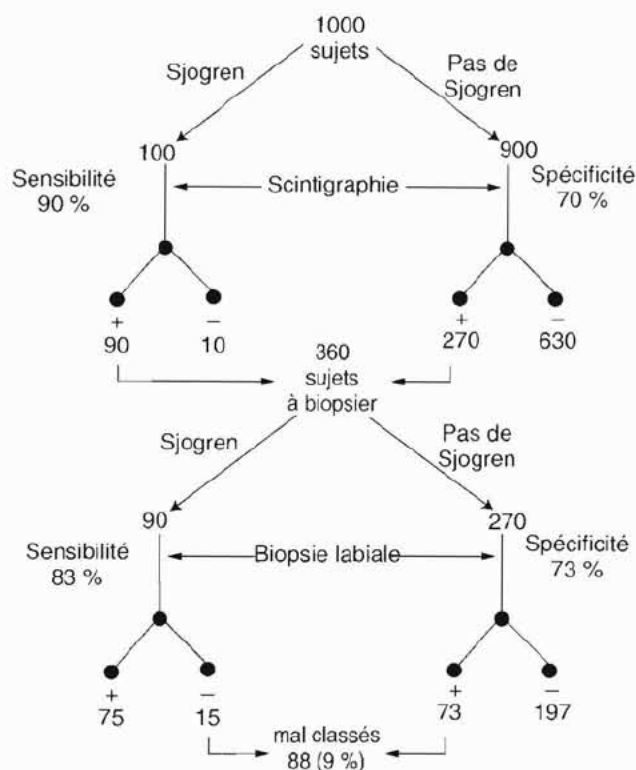 1000
sujets
Sjogren
Pas de
Sjogren
100
900
Sensibilité
90 %
Scintigraphie
Spécificité
70 %
+
90
−
10
+
270
−
630
360
sujets
à biopsier
Sjogren
Pas de
Sjogren
90
270
Sensibilité
83 %
Biopsie labiale
Spécificité
73 %
+
75
−
15
+
73
−
197
mal classés
88 (9 %)